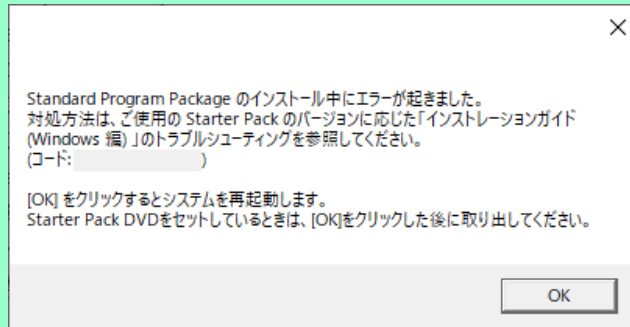 Standard Program Package のインストール中にエラーが起きました。
対処方法は、ご使用の Starter Pack のバージョンに応じた「インストレーションガイド
(Windows 編) 」のトラブルシューティングを参照してください。
(コード: )
[OK] をクリックするとシステムを再起動します。
Starter Pack DVDをセットしているときは、[OK]をクリックした後に取り出してください。
OK